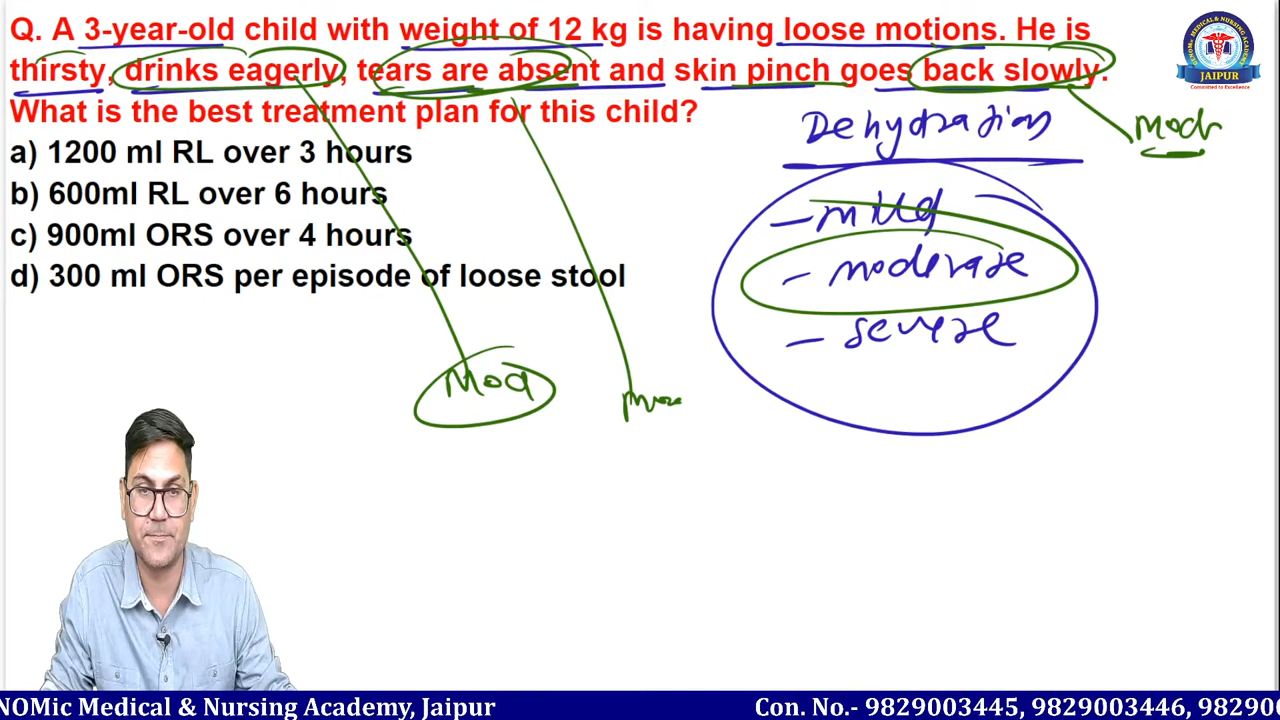 Q. A 3-year-old child with weight of 12 kg is having loose motions. He is
thirsty, drinks eagerly, tears are absent and skin pinch goes back slowly.
What is the best treatment plan for this child?
a) 1200 ml RL over 3 hours
b) 600ml RL over 6 hours
c) 900ml ORS over 4 hours
d) 300 ml ORS per episode of loose stool
Dehydration
mod
- mild
- moderate
- severe
Mod
JAIPUR
Committed to Excellence
NOMic Medical & Nursing Academy, Jaipur
Con. No.- 9829003445, 9829003446, 9829